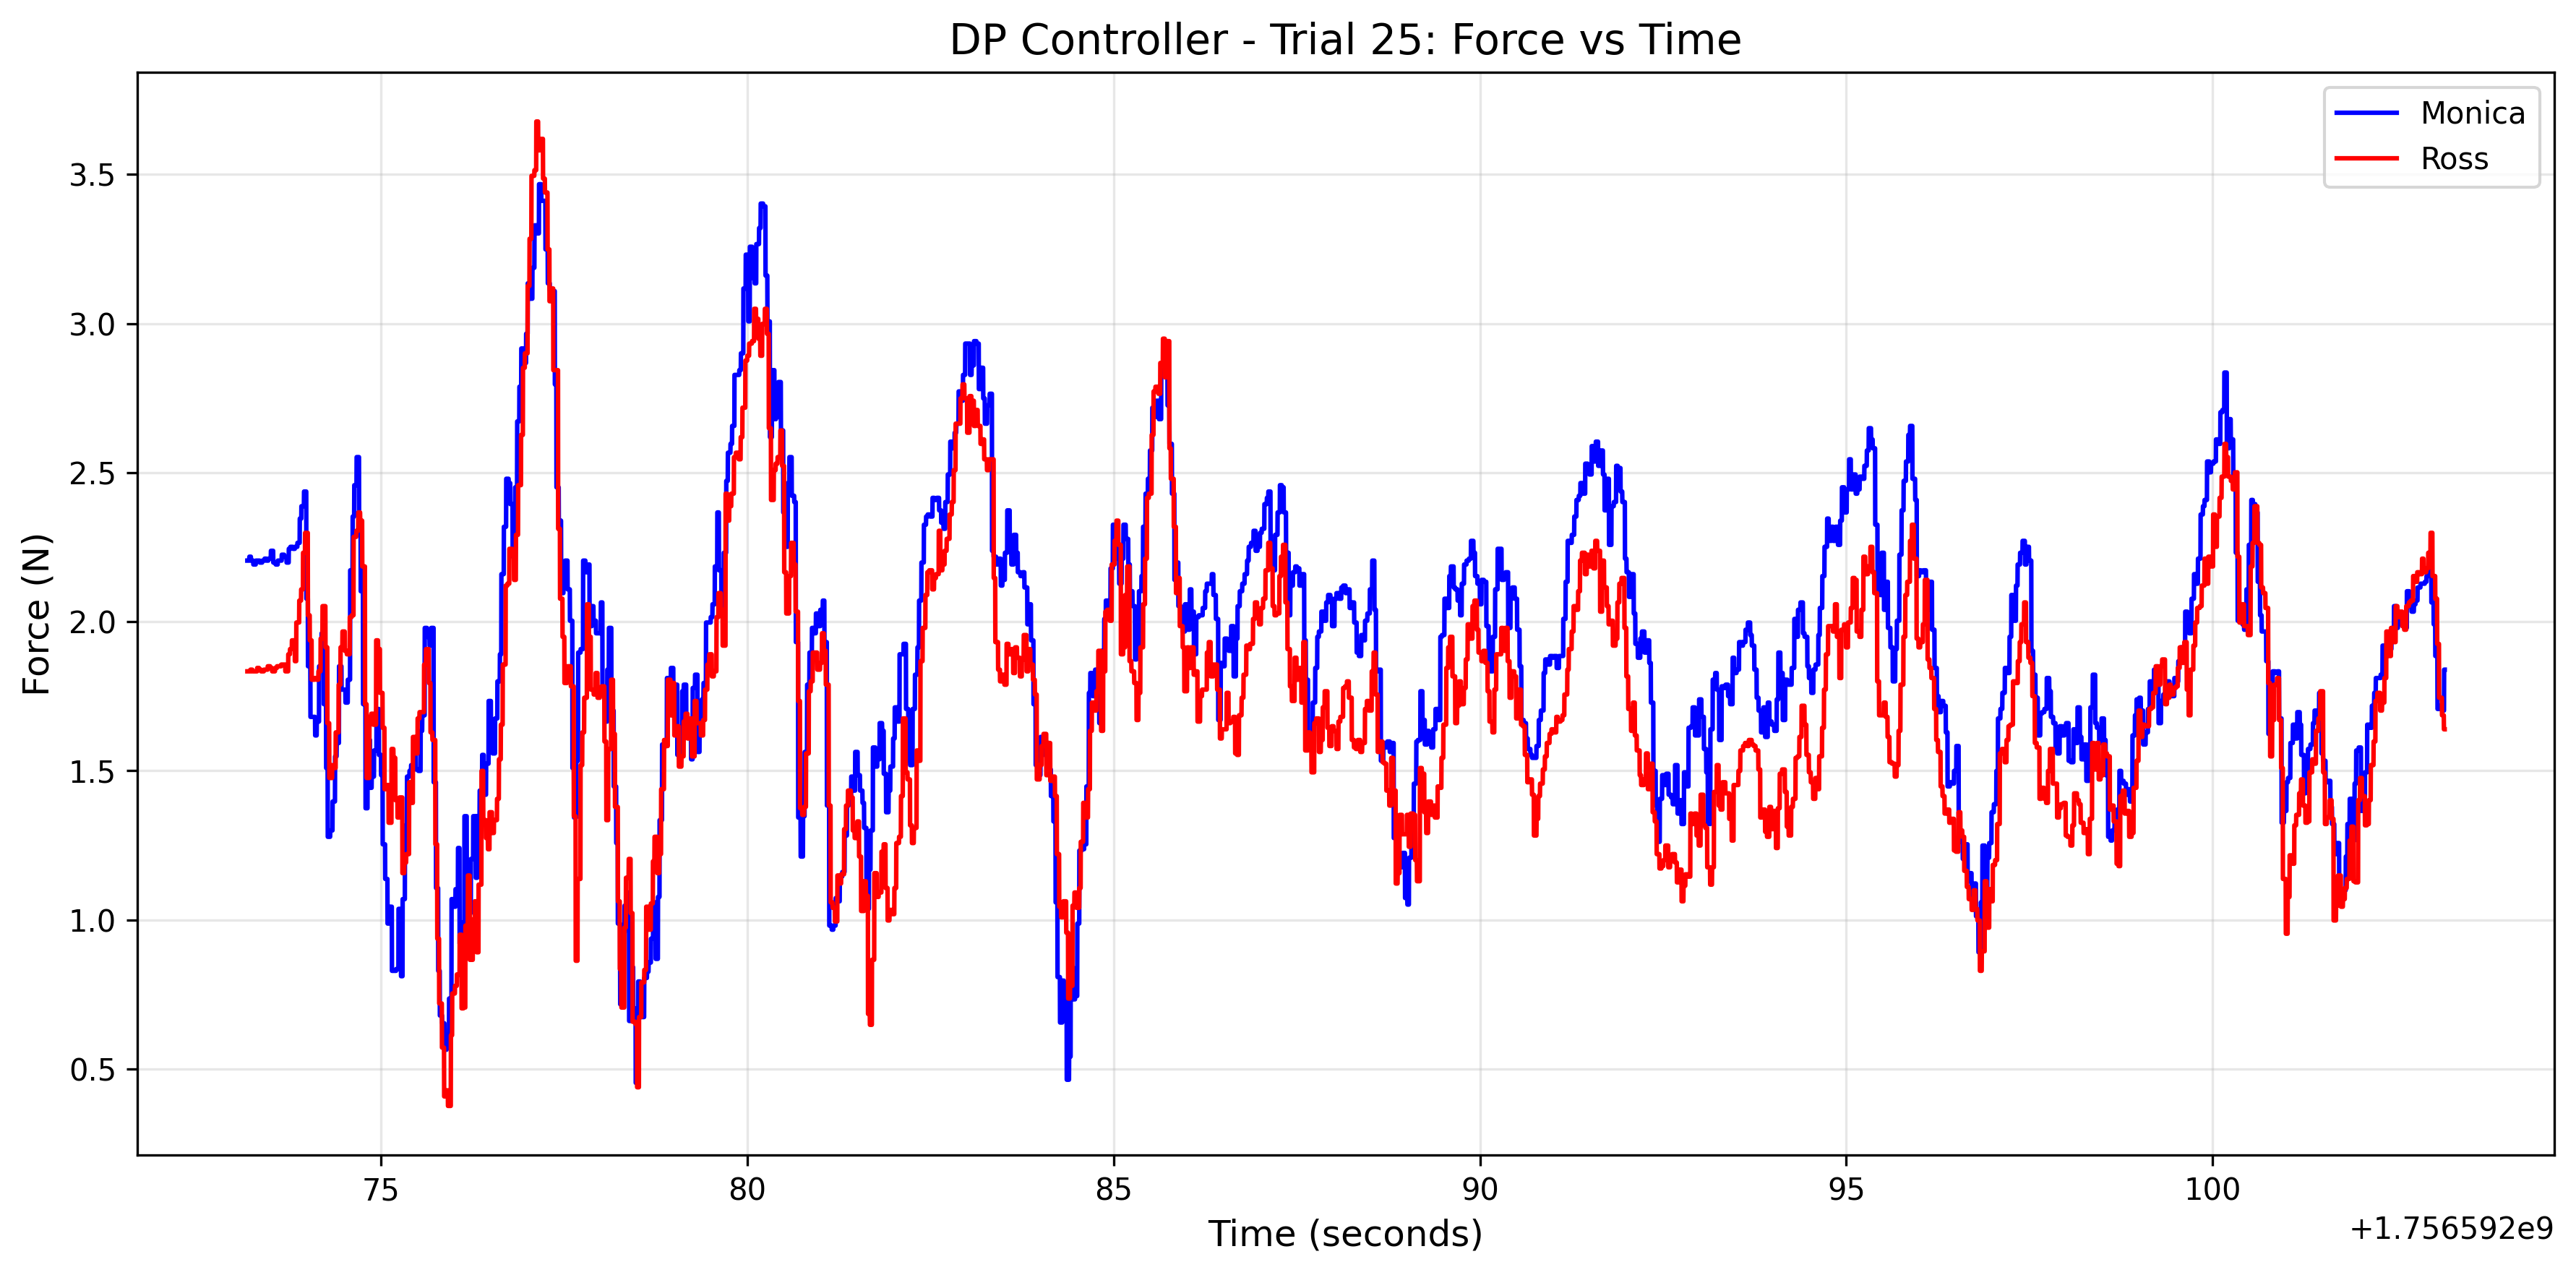 DP Controller - Trial 25: Force vs Time
Monica
Ross
Force (N)
3.5
3.0
2.5
2.0
1.5
1.0
0.5
75 80 85 90 95 100
Time (seconds)
+1.756592e9